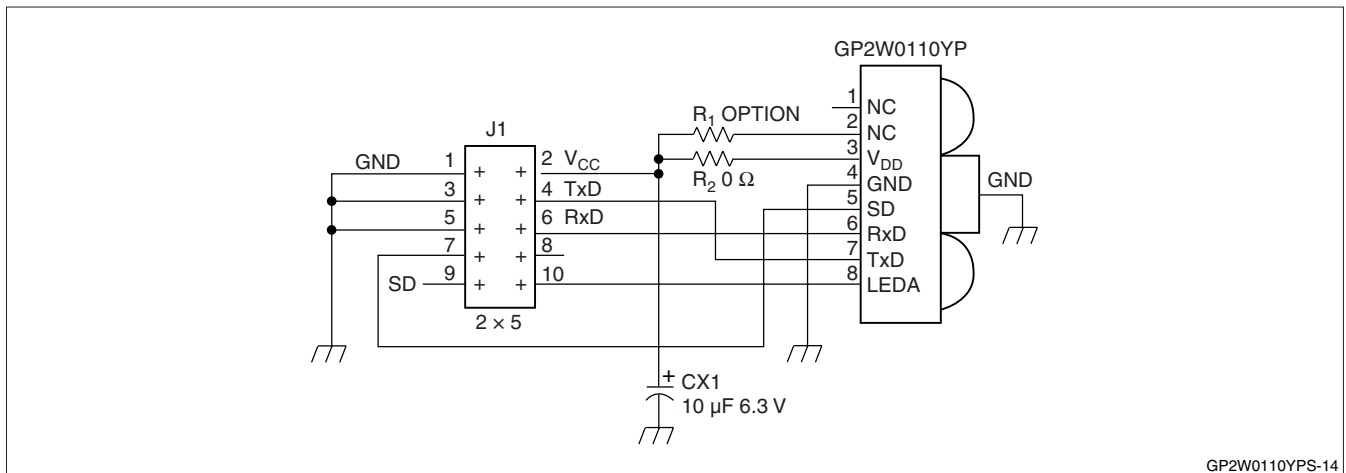 GP2W0110YP
1 NC
R1 OPTION
2 NC
J1
3 VDD
GND 1 + + 2 VCC
R2 0 Ω
4 GND
GND
3 + + 4 TxD
5 SD
5 + + 6 RxD
6 RxD
7 + + 8
7 TxD
SD 9 + + 10
8 LEDA
2 × 5
+ CX1
10 µF 6.3 V
GP2W0110YPS-14